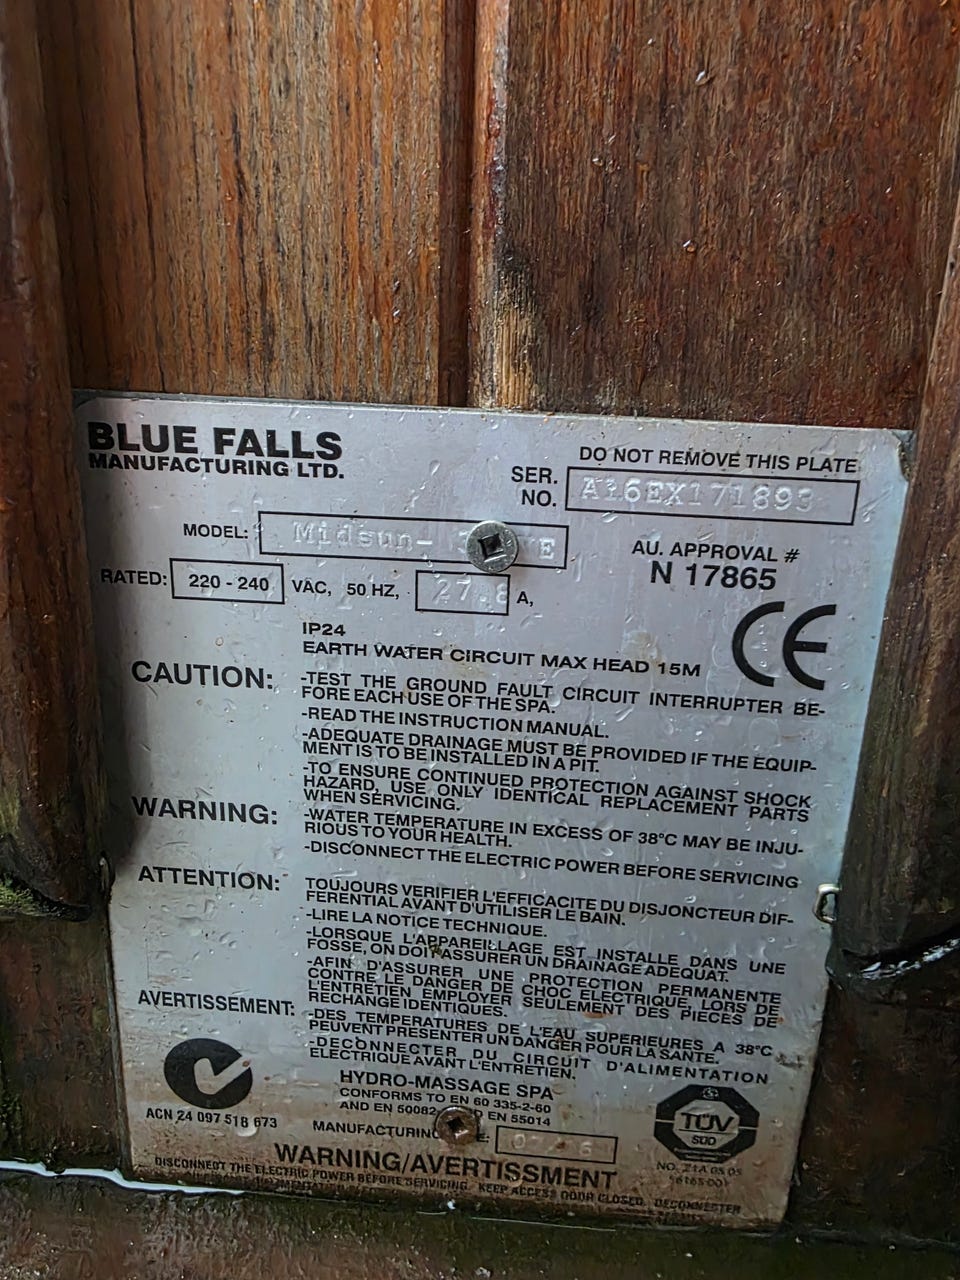 BLUE FALLS
MANUFACTURING LTD.
DO NOT REMOVE THIS PLATE
SER.
NO.
A16EX171893
MODEL: Midsun-
AU. APPROVAL #
N 17865
RATED: 220 - 240 VAC, 50 HZ, 27.8 A,
CE
IP24
EARTH WATER CIRCUIT MAX HEAD 15M
CAUTION: -TEST THE GROUND FAULT CIRCUIT INTERRUPTER BE-
FORE EACH USE OF THE SPA.
-READ THE INSTRUCTION MANUAL.
-ADEQUATE DRAINAGE MUST BE PROVIDED IF THE EQUIP-
MENT IS TO BE INSTALLED IN A PIT.
-TO ENSURE CONTINUED PROTECTION AGAINST SHOCK
HAZARD, USE ONLY IDENTICAL REPLACEMENT PARTS
WHEN SERVICING.
WARNING: -WATER TEMPERATURE IN EXCESS OF 38°C MAY BE INJU-
RIOUS TO YOUR HEALTH.
-DISCONNECT THE ELECTRIC POWER BEFORE SERVICING
ATTENTION: TOUJOURS VERIFIER L'EFFICACITE DU DISJONCTEUR DIF-
FERENTIAL AVANT D'UTILISER LE BAIN.
-LIRE LA NOTICE TECHNIQUE.
-LORSQUE L'APPAREILLAGE EST INSTALLE DANS UNE
FOSSE, ON DOIT ASSURER UN DRAINAGE ADEQUAT.
-AFIN D'ASSURER UNE PROTECTION PERMANENTE
CONTRE LE DANGER DE CHOC ELECTRIQUE, LORS DE
L'ENTRETIEN, EMPLOYER SEULEMENT DES PIECES DE
RECHANGE IDENTIQUES.
AVERTISSEMENT: -DES TEMPERATURES DE L'EAU SUPERIEURES A 38°C
PEUVENT PRESENTER UN DANGER POUR LA SANTE.
-DECONNECTER DU CIRCUIT D'ALIMENTATION
ELECTRIQUE AVANT L'ENTRETIEN.
HYDRO-MASSAGE SPA
CONFORMS TO EN 60 335-2-60
AND EN 50082 EN 55014
ACN 24 097 518 673
MANUFACTURING
TÜV
SÜD
WARNING/AVERTISSMENT
DISCONNECT THE ELECTRIC POWER BEFORE SERVICING. KEEP ACCESS DOOR CLOSED. DECONNECTER